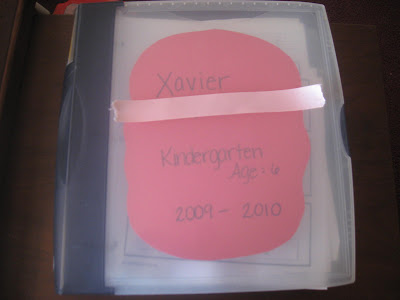 Xavier
Kindergarten
Age: 6
2009 - 2010